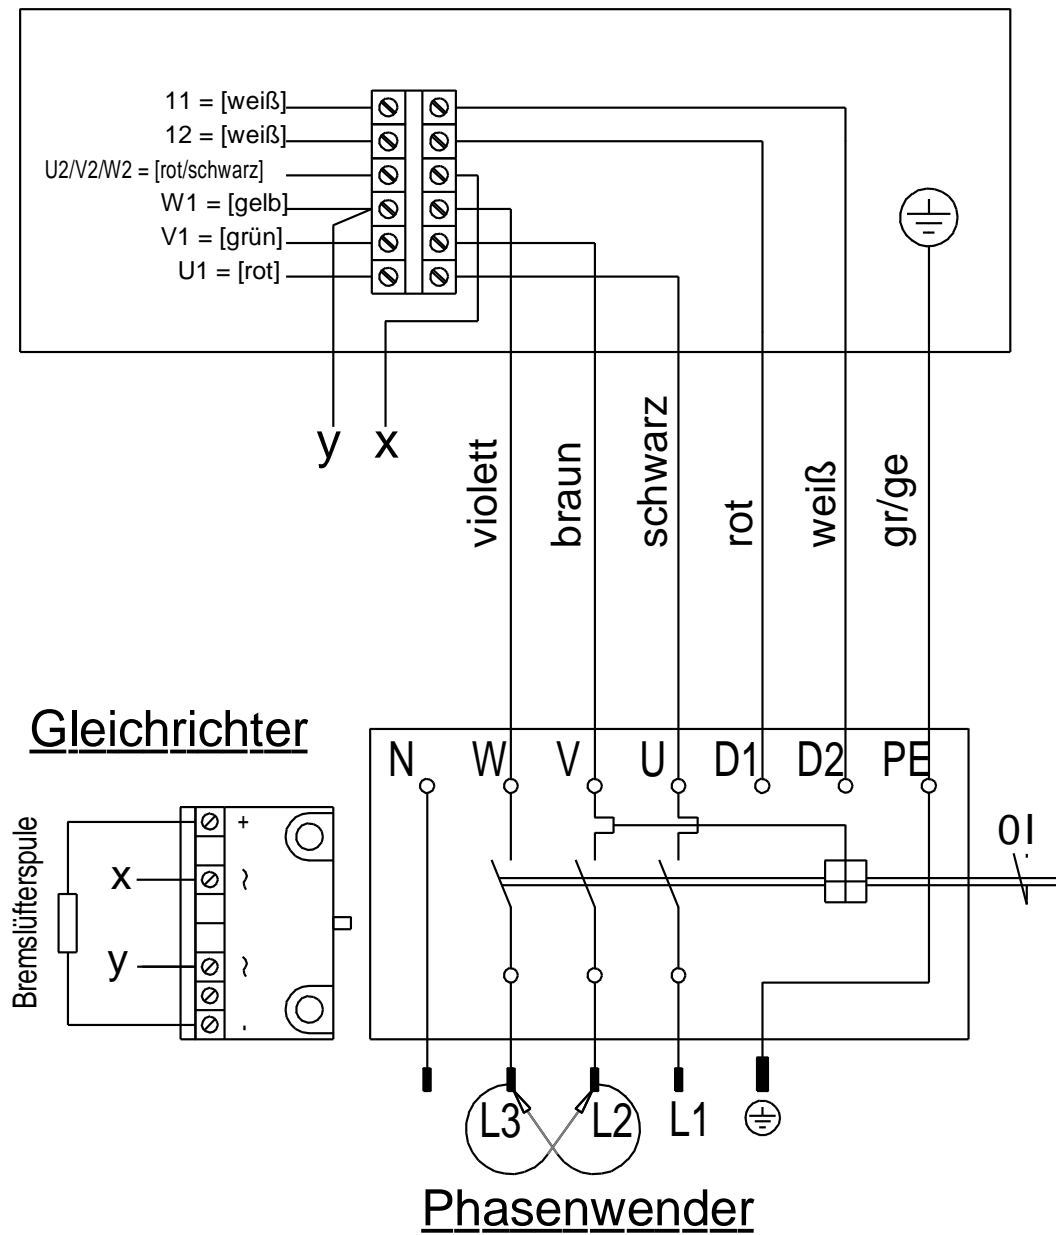 11 = [weiß]
12 = [weiß]
U2/V2/W2 = [rot/schwarz]
W1 = [gelb]
V1 = [grün]
U1 = [rot]
y x
violett
braun
schwarz
rot
weiß
gr/ge
Gleichrichter
N W V U D1 D2 PE
Bremslüfterspule
+
x ~
y ~
-
0 I
L3 L2 L1
Phasenwender